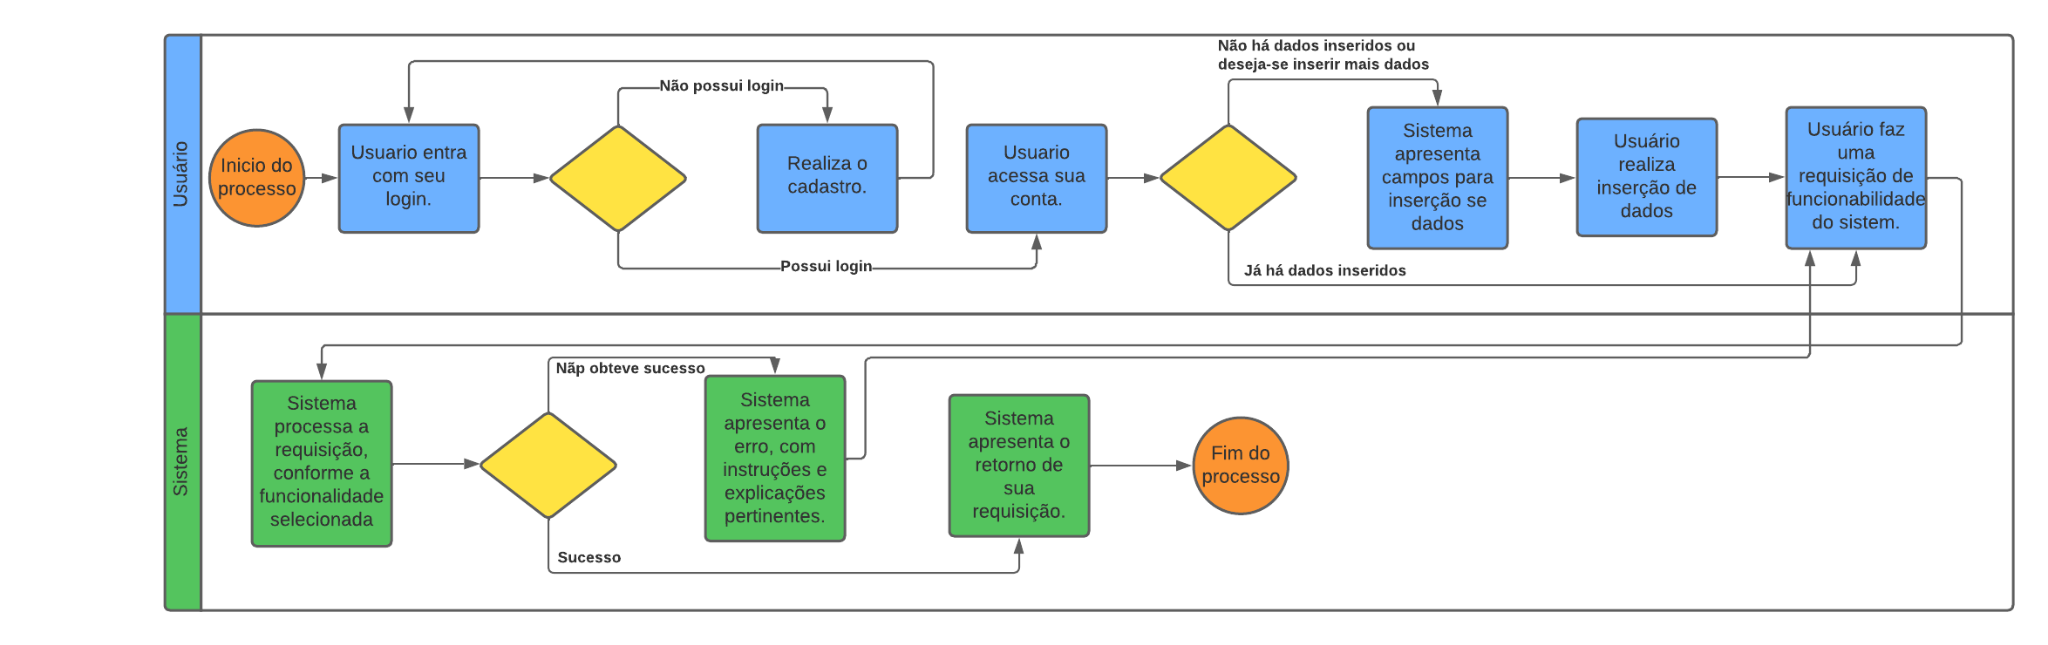 Usuário
Inicio do
processo
Usuario entra
com seu
login.
Não possui login
Possui login
Realiza o
cadastro.
Usuario
acessa sua
conta.
Não há dados inseridos ou
deseja-se inserir mais dados
Já há dados inseridos
Sistema
apresenta
campos para
inserção se
dados
Usuário
realiza
inserção de
dados
Usuário faz
uma
requisição de
funcionabilidade
do sistem.
Sistema
Sistema
processa a
requisição,
conforme a
funcionalidade
selecionada
Nãp obteve sucesso
Sucesso
Sistema
apresenta o
erro, com
instruções e
explicações
pertinentes.
Sistema
apresenta o
retorno de
sua
requisição.
Fim do
processo